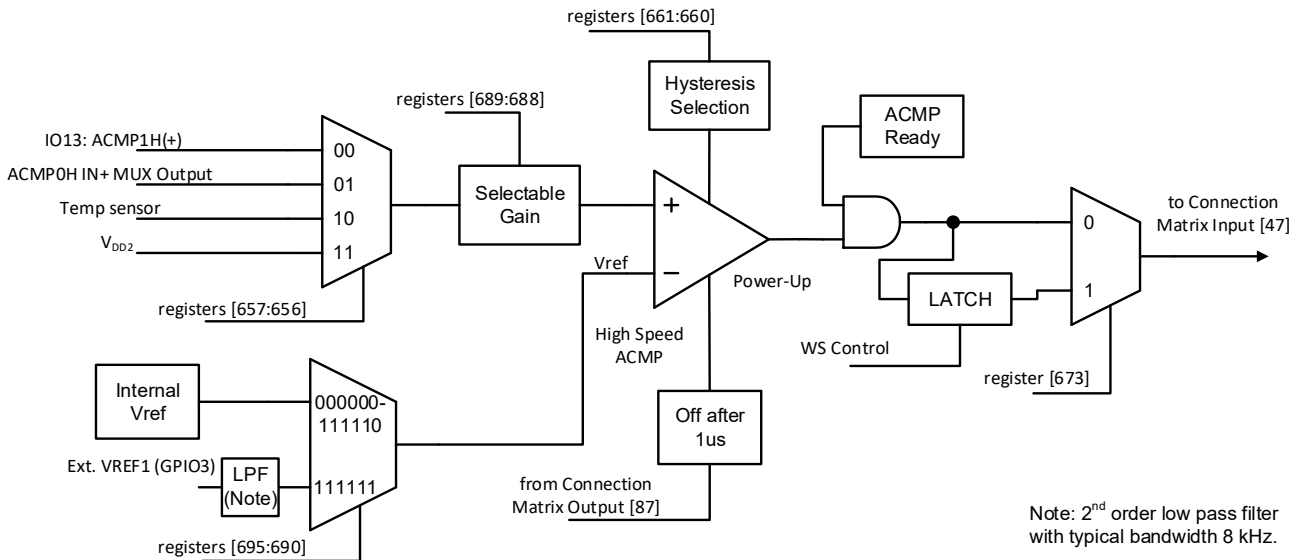 registers [661:660]
Hysteresis
Selection
registers [689:688]
ACMP
Ready
IO13: ACMP1H(+)
00
ACMP0H IN+ MUX Output
01
Selectable
Gain
+
Temp sensor
10
V_DD2
11
Vref
−
Power-Up
registers [657:656]
High Speed
ACMP
0
to Connection
Matrix Input [47]
LATCH
1
WS Control
register [673]
Internal
Vref
000000-
111110
Off after
1us
Ext. VREF1 (GPIO3)
LPF
(Note)
111111
from Connection
Matrix Output [87]
registers [695:690]
Note: 2nd order low pass filter
with typical bandwidth 8 kHz.